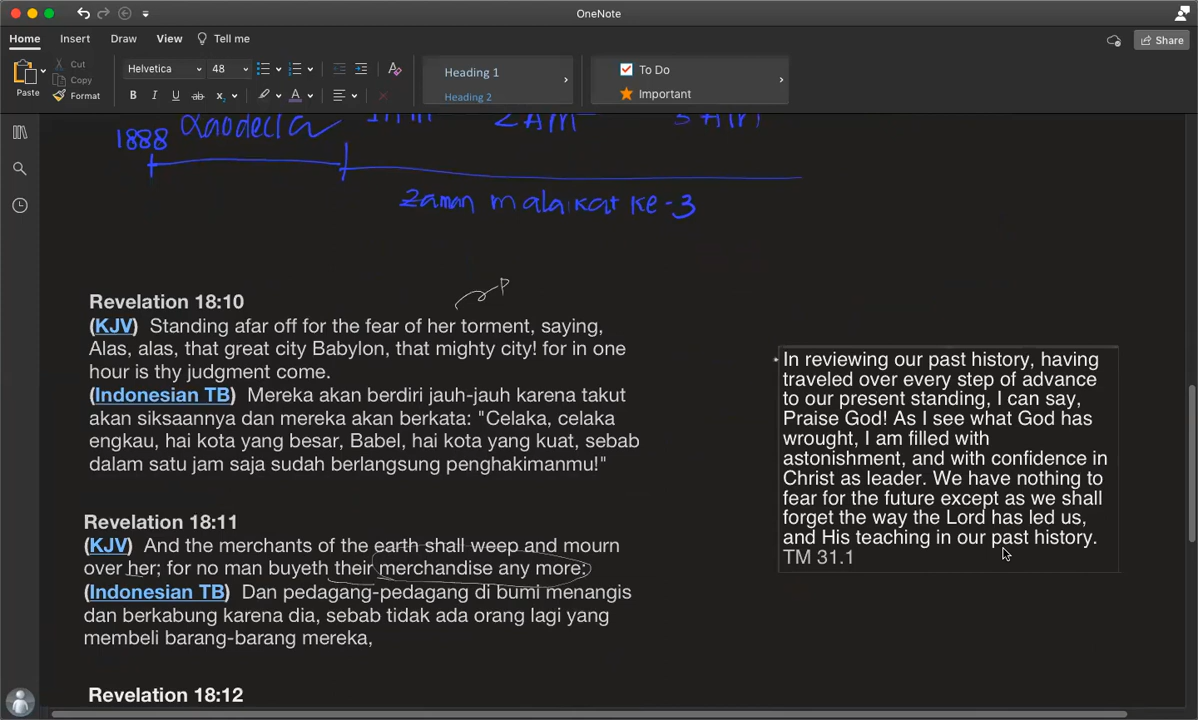 OneNote
Home Insert Draw View Tell me
Share
Paste
Cut
Copy
Format
Helvetica 48
B I U ab x₂ A
Heading 1
Heading 2
To Do
Important
1888 Laodecia 2 AM 3 AM
Zaman malaikat ke-3
P
Revelation 18:10
(KJV) Standing afar off for the fear of her torment, saying,
Alas, alas, that great city Babylon, that mighty city! for in one
hour is thy judgment come.
(Indonesian TB) Mereka akan berdiri jauh-jauh karena takut
akan siksaannya dan mereka akan berkata: "Celaka, celaka
engkau, hai kota yang besar, Babel, hai kota yang kuat, sebab
dalam satu jam saja sudah berlangsung penghakimanmu!"
Revelation 18:11
(KJV) And the merchants of the earth shall weep and mourn
over her; for no man buyeth their merchandise any more:
(Indonesian TB) Dan pedagang-pedagang di bumi menangis
dan berkabung karena dia, sebab tidak ada orang lagi yang
membeli barang-barang mereka,
Revelation 18:12
In reviewing our past history, having
traveled over every step of advance
to our present standing, I can say,
Praise God! As I see what God has
wrought, I am filled with
astonishment, and with confidence in
Christ as leader. We have nothing to
fear for the future except as we shall
forget the way the Lord has led us,
and His teaching in our past history.
TM 31.1